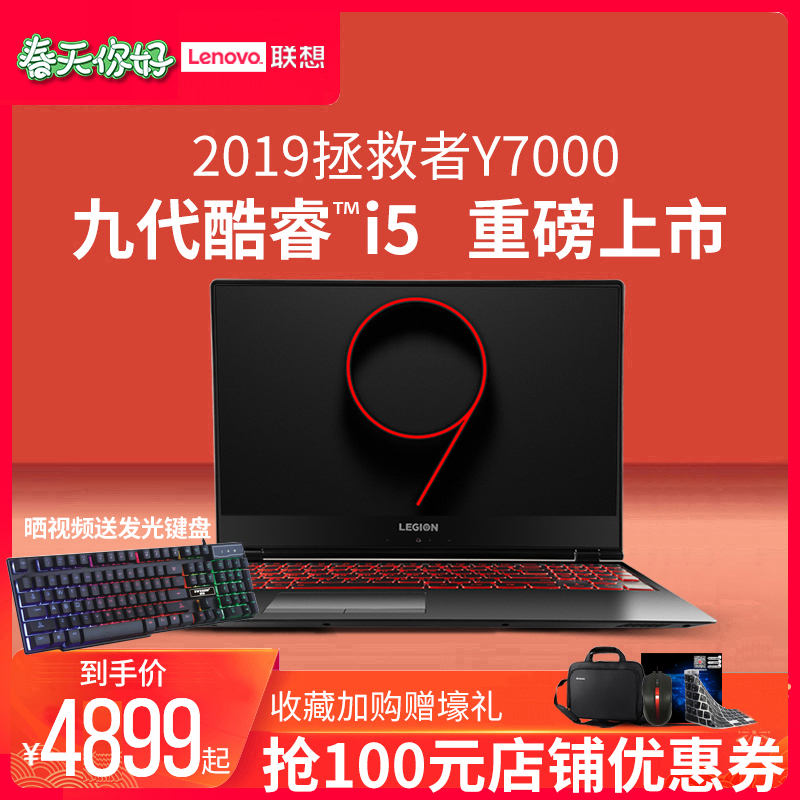 春天你好
Lenovo 联想
2019拯救者Y7000
九代酷睿™i5 重磅上市
LEGION
晒视频送发光键盘
到手价
¥4899起
收藏加购赠壕礼
抢100元店铺优惠券